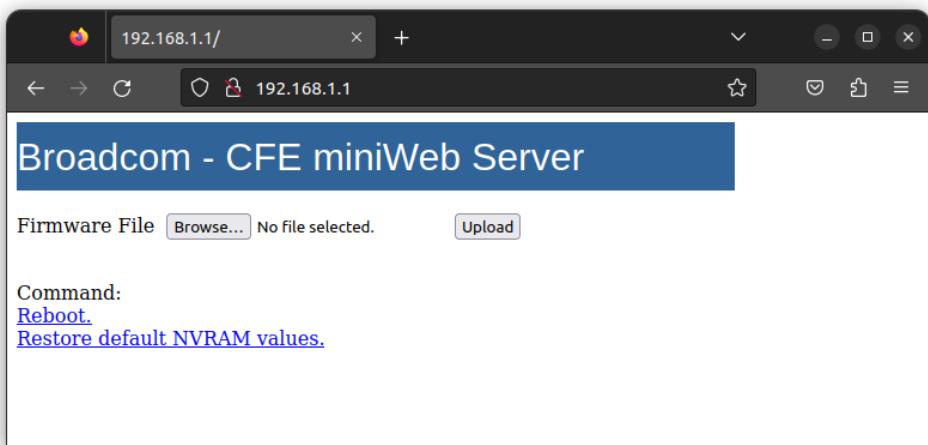 192.168.1.1/
192.168.1.1
Broadcom - CFE miniWeb Server
Firmware File Browse... No file selected. Upload
Command:
Reboot.
Restore default NVRAM values.